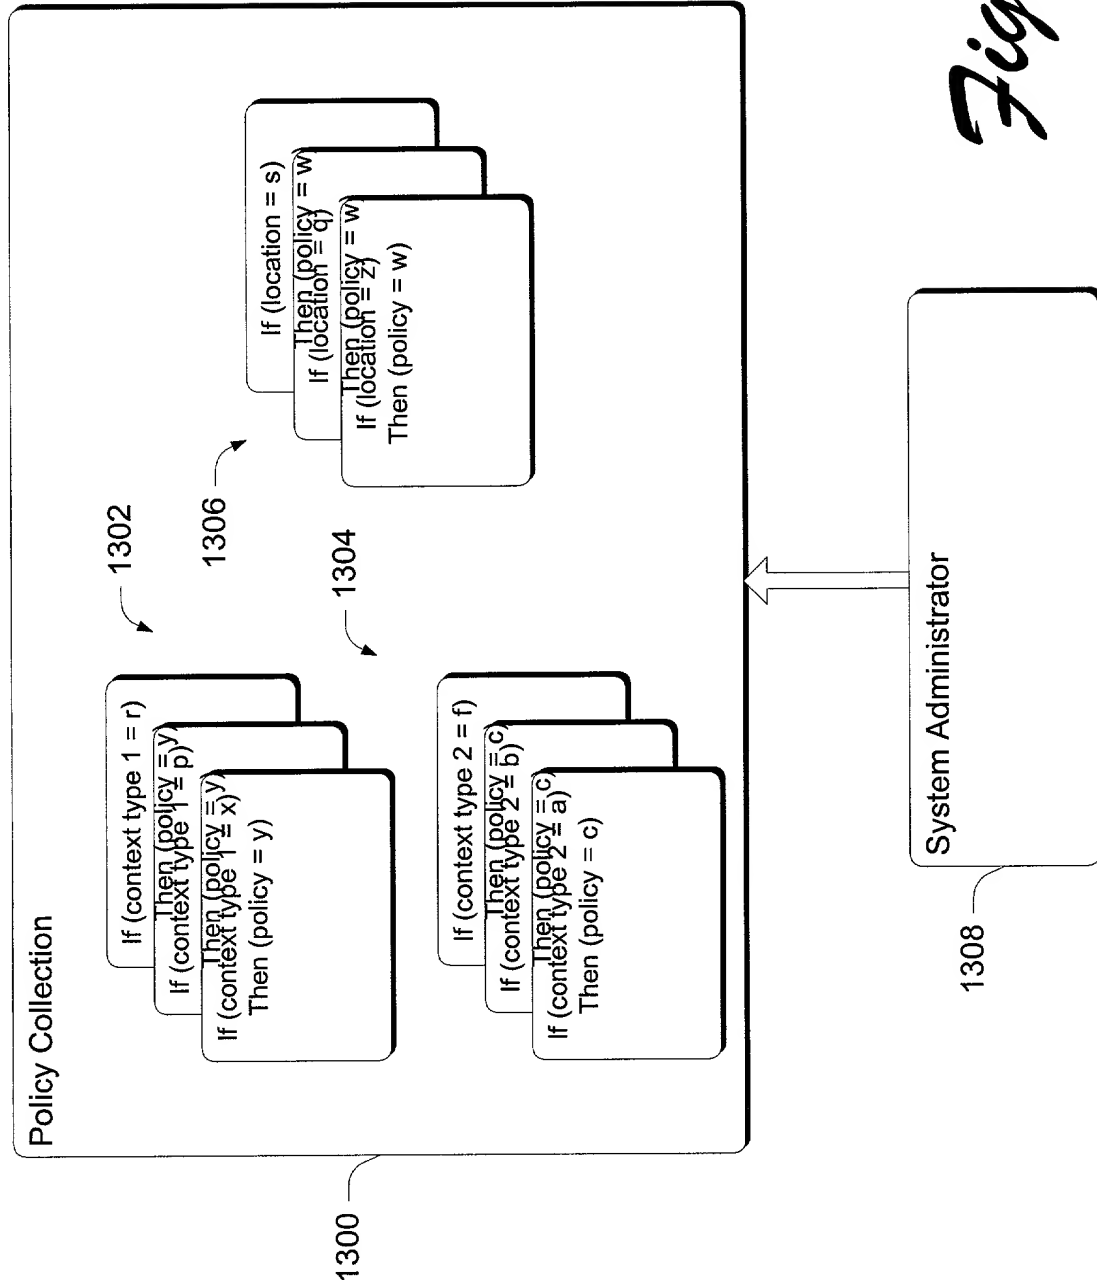 Policy Collection
1300
1302
If (context type 1 = r)
Then (policy = y)
If (context type 1 = p)
Then (policy = y)
If (context type 1 = x)
Then (policy = y)
1304
If (context type 2 = f)
Then (policy = c)
If (context type 2 = b)
Then (policy = c)
If (context type 2 = a)
Then (policy = c)
1306
If (location = s)
Then (policy = w
If (location = q)
Then (policy = w
If (location = z)
Then (policy = w)
System Administrator
1308
Fig